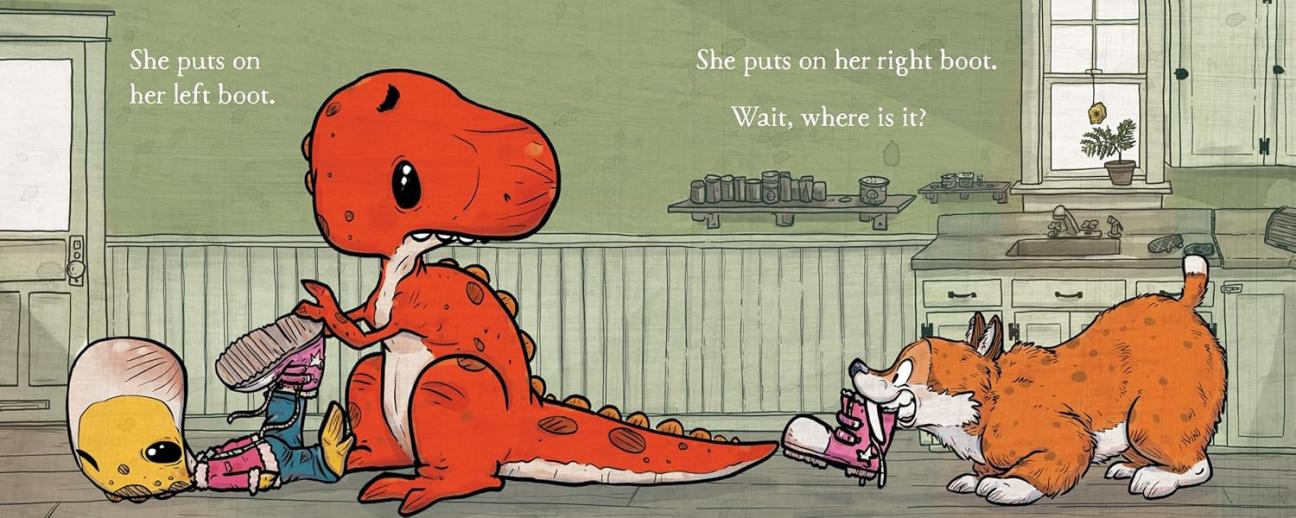 She puts on
her left boot.
She puts on her right boot.
Wait, where is it?